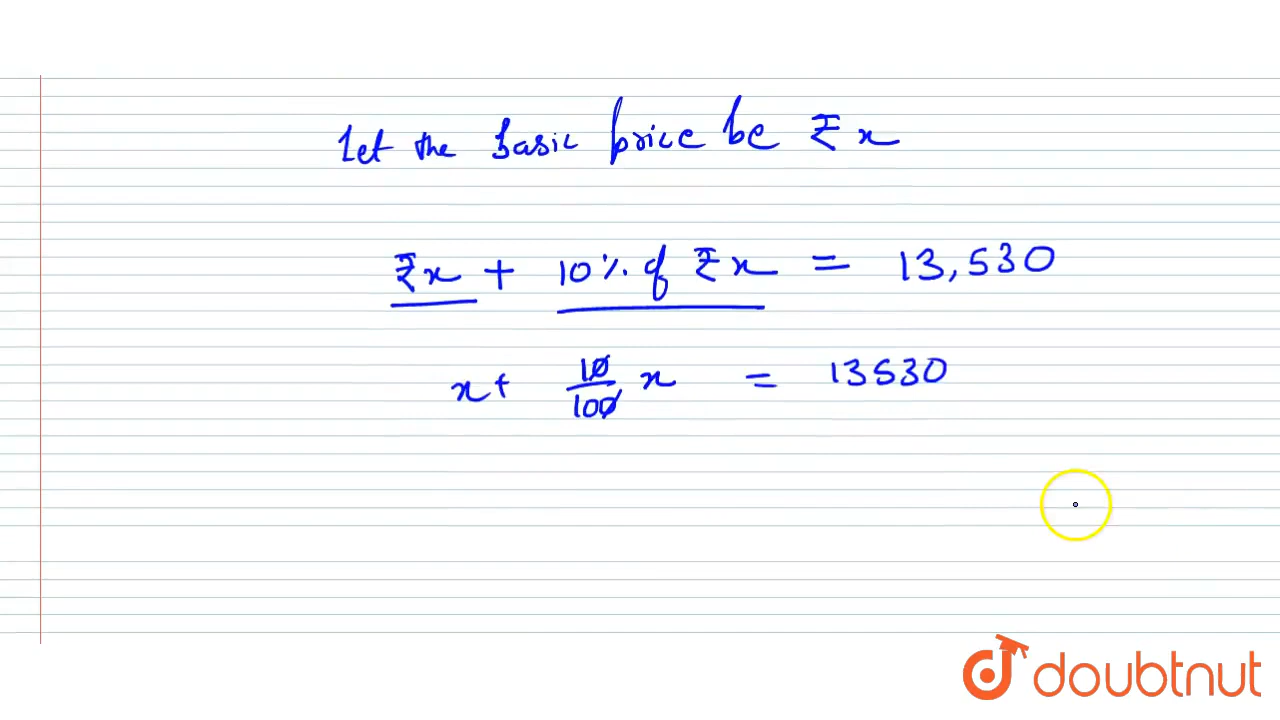 Let the basic price be ₹ x
₹x + 10% of ₹x = 13,530
x + 10/100 x = 13530
doubtnut